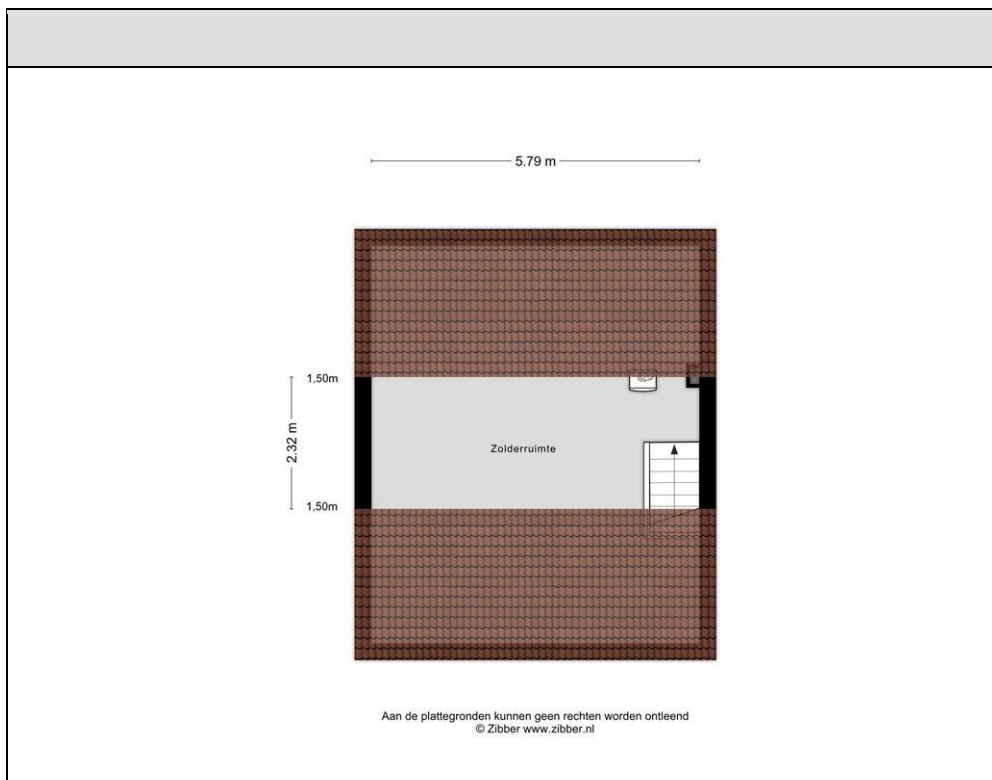 5.79 m
1,50m
2.32 m
Zolderruimte
1,50m
Aan de plattegronden kunnen geen rechten worden ontleend
© Zibber www.zibber.nl